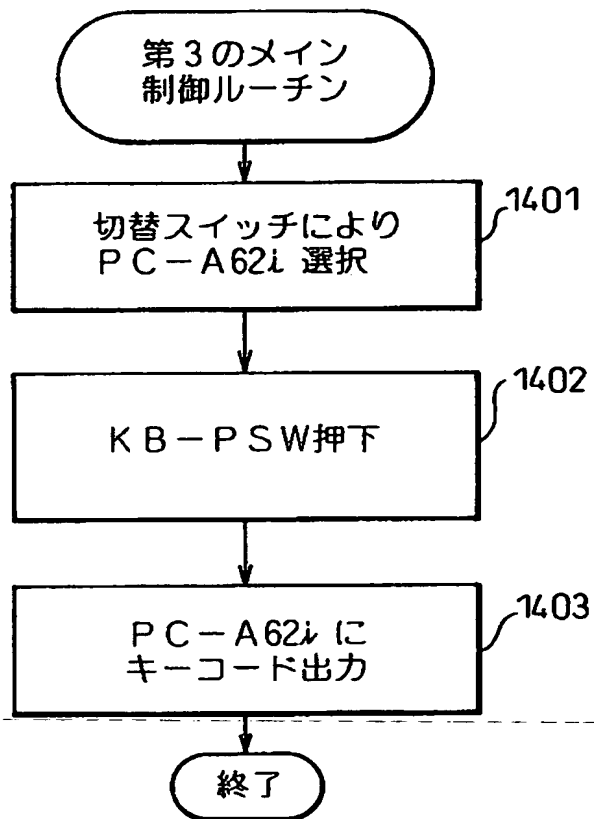 第３のメイン
制御ルーチン
1401
切替スイッチにより
ＰＣ－Ａ６２i 選択
1402
ＫＢ－ＰＳＷ押下
1403
ＰＣ－Ａ６２i に
キーコード出力
終了